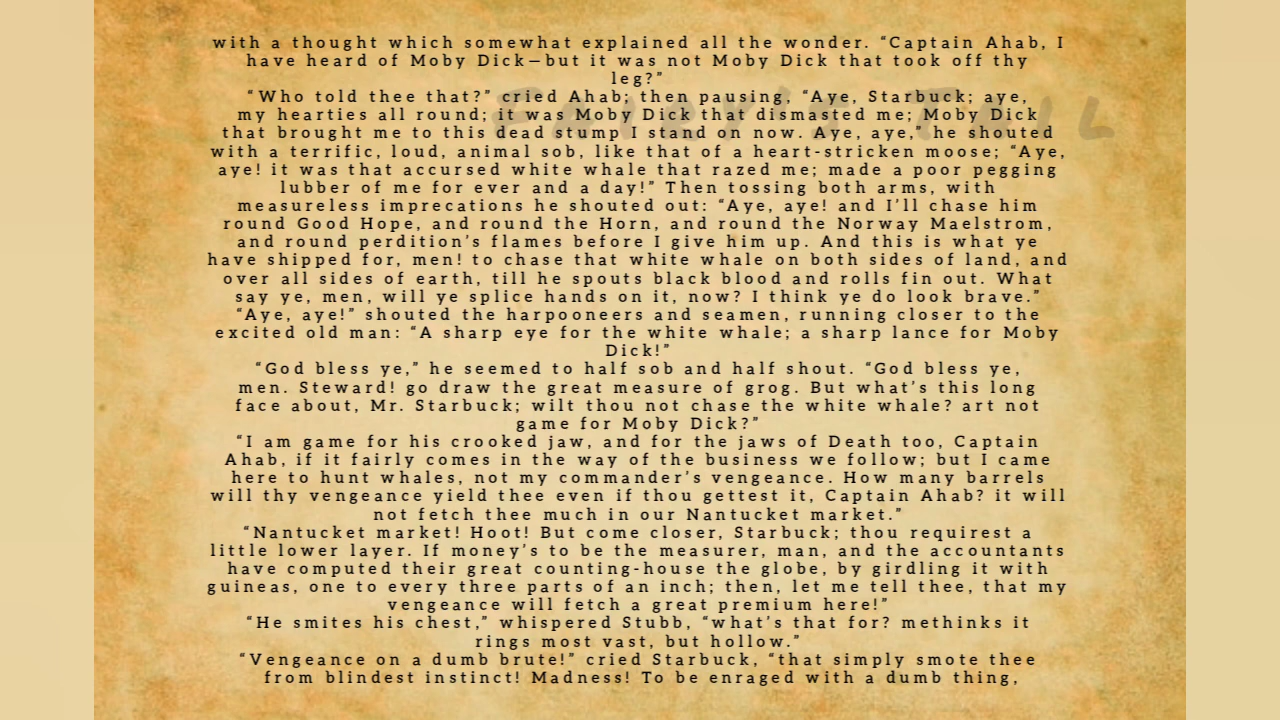 with a thought which somewhat explained all the wonder. “Captain Ahab, I
have heard of Moby Dick—but it was not Moby Dick that took off thy
leg?”
“Who told thee that?” cried Ahab; then pausing, “Aye, Starbuck; aye,
my hearties all round; it was Moby Dick that dismasted me; Moby Dick
that brought me to this dead stump I stand on now. Aye, aye,” he shouted
with a terrific, loud, animal sob, like that of a heart-stricken moose; “Aye,
aye! it was that accursed white whale that razed me; made a poor pegging
lubber of me for ever and a day!” Then tossing both arms, with
measureless imprecations he shouted out: “Aye, aye! and I’ll chase him
round Good Hope, and round the Horn, and round the Norway Maelstrom,
and round perdition’s flames before I give him up. And this is what ye
have shipped for, men! to chase that white whale on both sides of land, and
over all sides of earth, till he spouts black blood and rolls fin out. What
say ye, men, will ye splice hands on it, now? I think ye do look brave.”
“Aye, aye!” shouted the harpooneers and seamen, running closer to the
excited old man: “A sharp eye for the white whale; a sharp lance for Moby
Dick!”
“God bless ye,” he seemed to half sob and half shout. “God bless ye,
men. Steward! go draw the great measure of grog. But what’s this long
face about, Mr. Starbuck; wilt thou not chase the white whale? art not
game for Moby Dick?”
“I am game for his crooked jaw, and for the jaws of Death too, Captain
Ahab, if it fairly comes in the way of the business we follow; but I came
here to hunt whales, not my commander’s vengeance. How many barrels
will thy vengeance yield thee even if thou gettest it, Captain Ahab? it will
not fetch thee much in our Nantucket market.”
“Nantucket market! Hoot! But come closer, Starbuck; thou requirest a
little lower layer. If money’s to be the measurer, man, and the accountants
have computed their great counting-house the globe, by girdling it with
guineas, one to every three parts of an inch; then, let me tell thee, that my
vengeance will fetch a great premium here!”
“He smites his chest,” whispered Stubb, “what’s that for? methinks it
rings most vast, but hollow.”
“Vengeance on a dumb brute!” cried Starbuck, “that simply smote thee
from blindest instinct! Madness! To be enraged with a dumb thing,